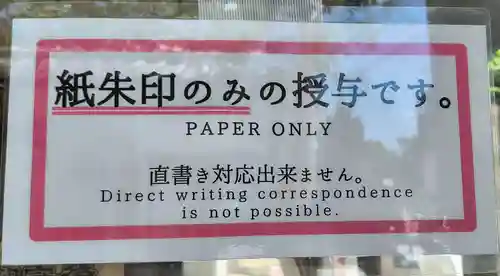 紙朱印のみの授与です。
PAPER ONLY
直書き対応出来ません。
Direct writing correspondence
is not possible.